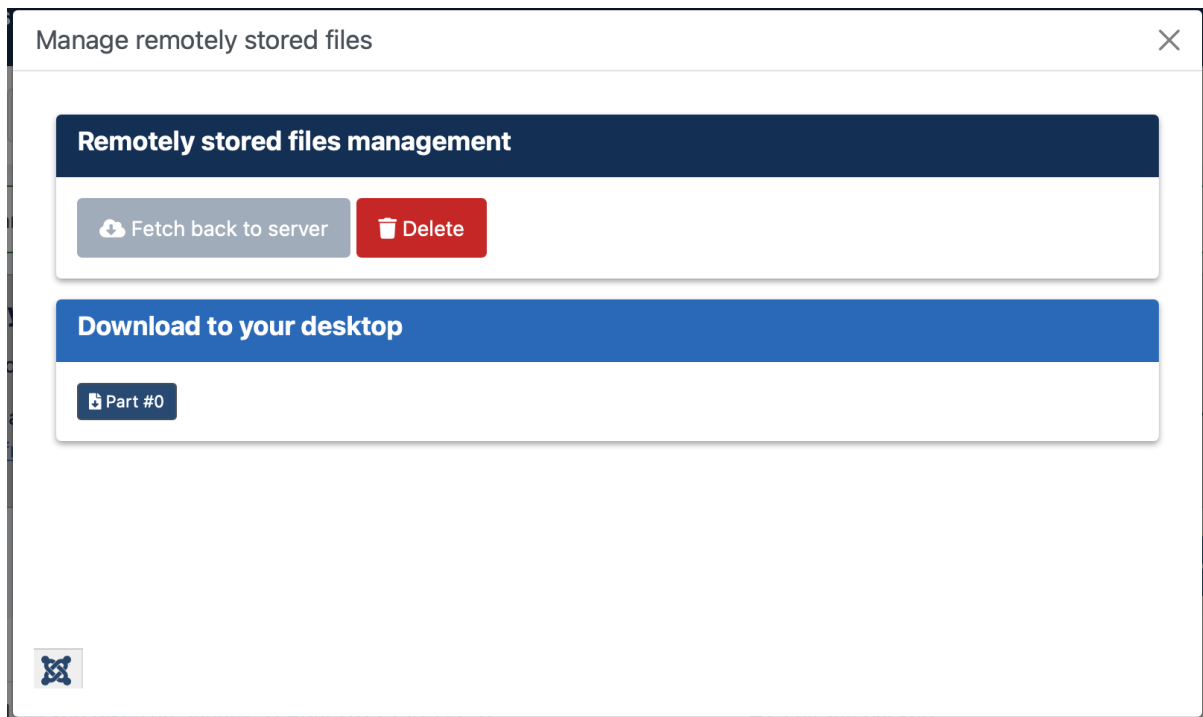 Manage remotely stored files
Remotely stored files management
Fetch back to server
Delete
Download to your desktop
Part #0